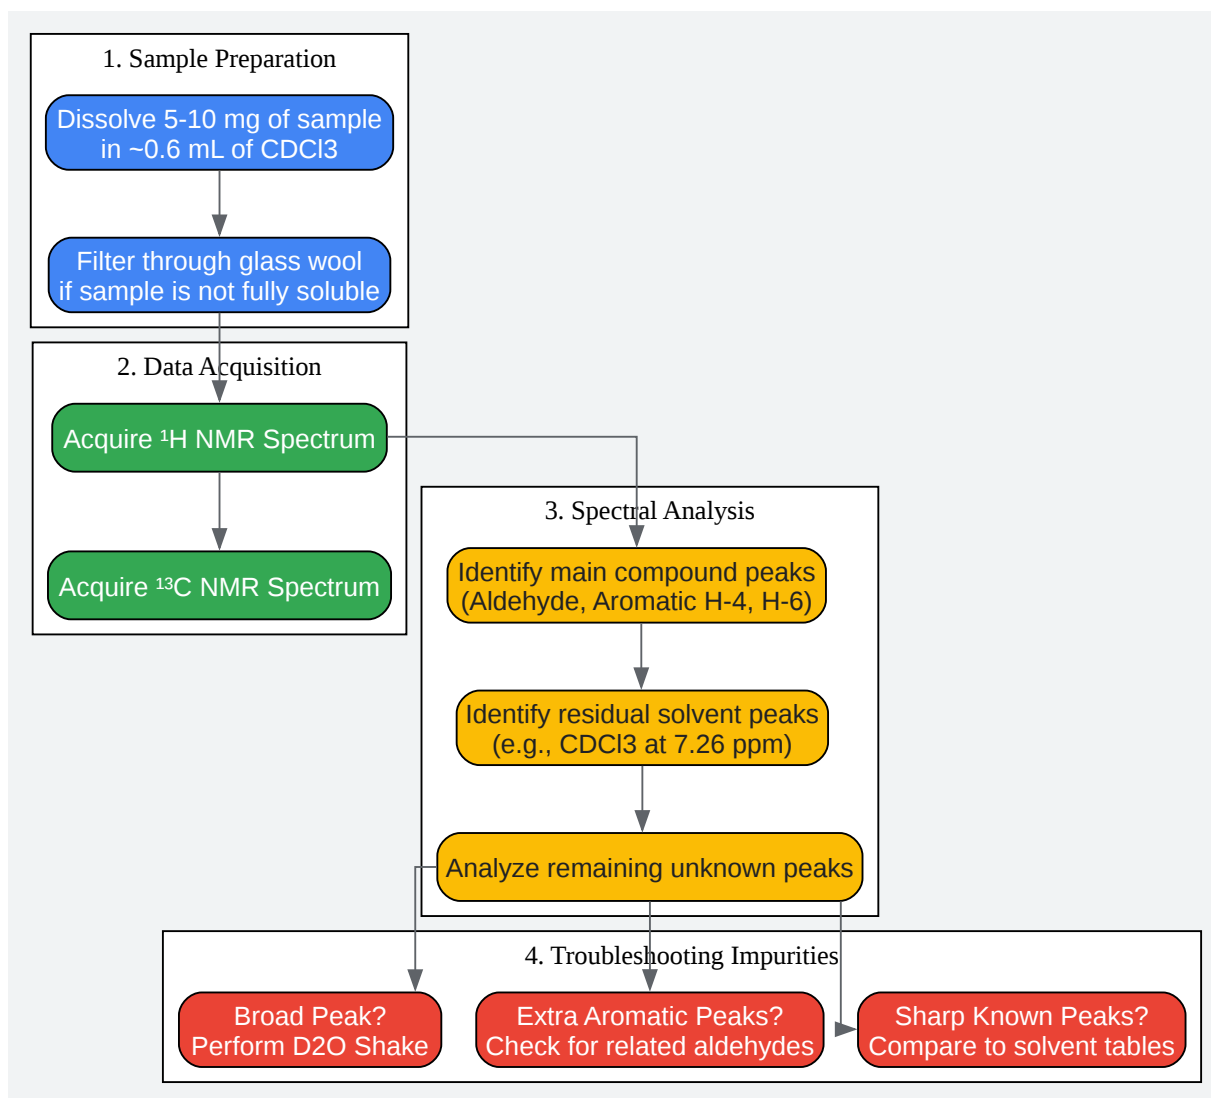 1. Sample Preparation
Dissolve 5-10 mg of sample
in ~0.6 mL of CDCl3
Filter through glass wool
if sample is not fully soluble
2. Data Acquisition
Acquire ¹H NMR Spectrum
Acquire ¹³C NMR Spectrum
3. Spectral Analysis
Identify main compound peaks
(Aldehyde, Aromatic H-4, H-6)
Identify residual solvent peaks
(e.g., CDCl3 at 7.26 ppm)
Analyze remaining unknown peaks
4. Troubleshooting Impurities
Broad Peak?
Perform D2O Shake
Extra Aromatic Peaks?
Check for related aldehydes
Sharp Known Peaks?
Compare to solvent tables